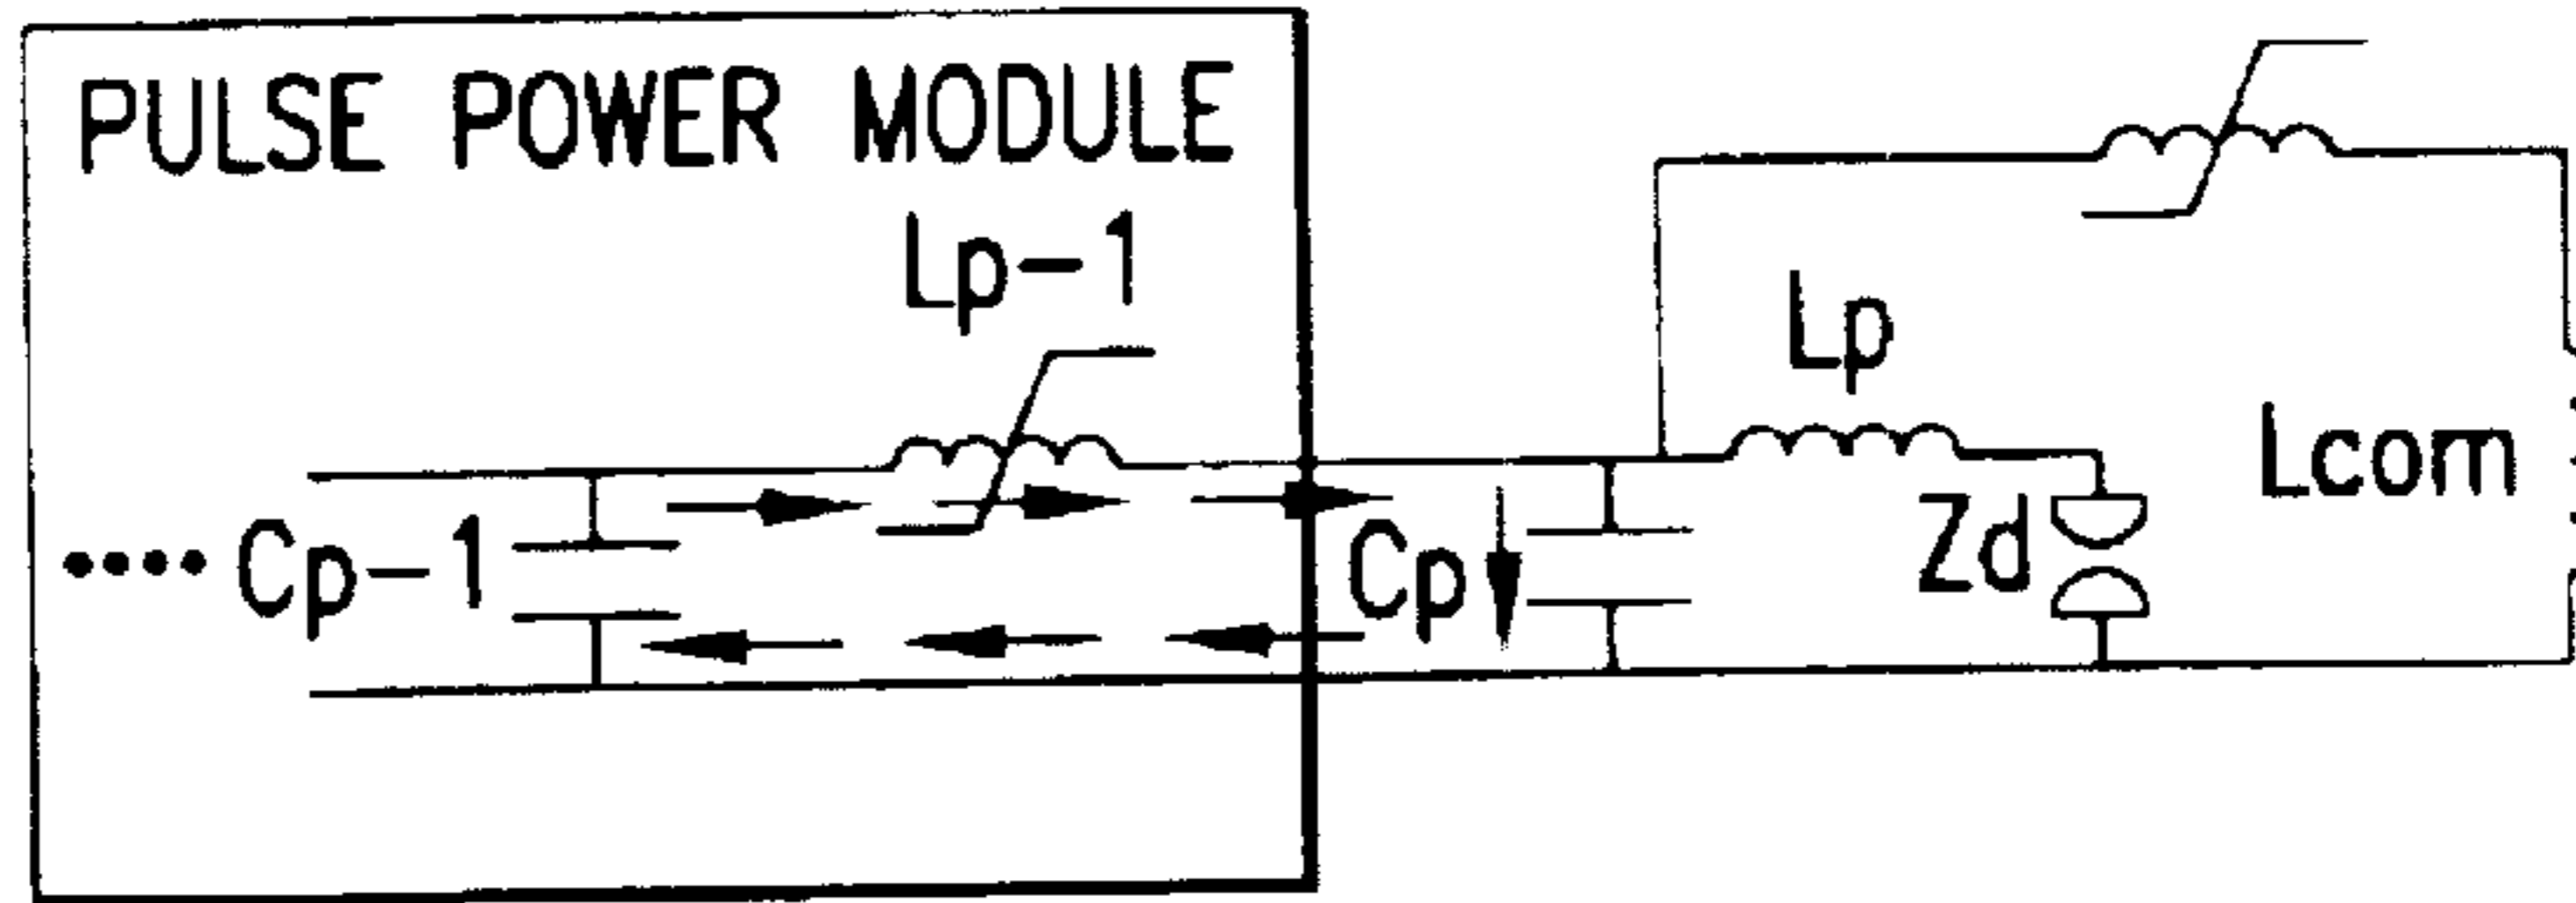 PULSE POWER MODULE
Lp-1
Lp
Lcom
Zd
Cp
•••• Cp-1